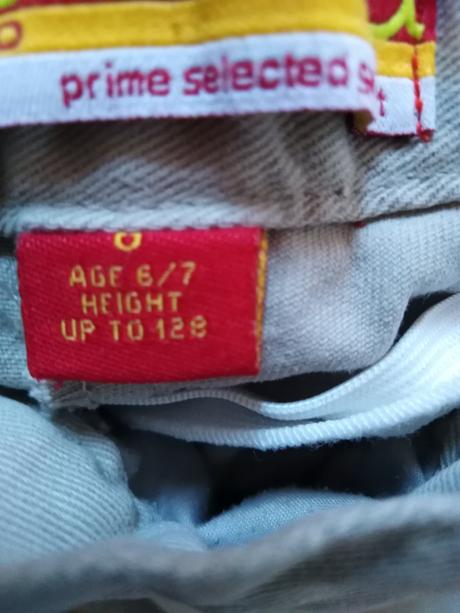 prime selected
AGE 6/7
HEIGHT
UP TO 128